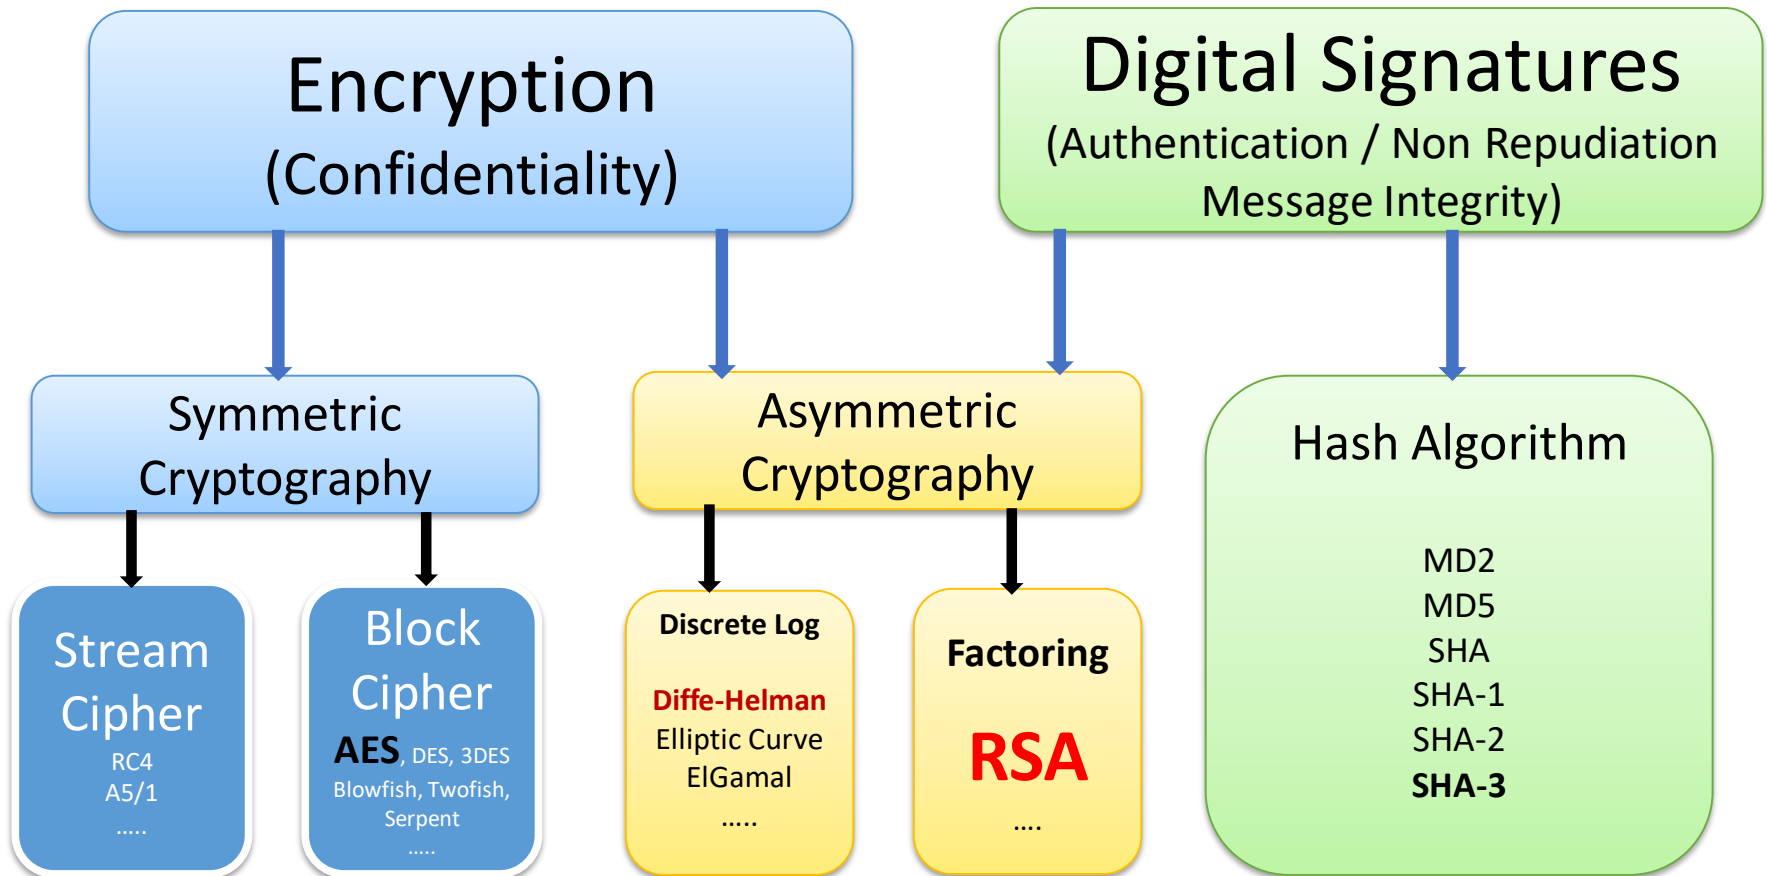 Encryption
(Confidentiality)
Digital Signatures
(Authentication / Non Repudiation
Message Integrity)
Symmetric
Cryptography
Asymmetric
Cryptography
Hash Algorithm
MD2
MD5
SHA
SHA-1
SHA-2
SHA-3
Stream
Cipher
RC4
A5/1
.....
Block
Cipher
AES, DES, 3DES
Blowfish, Twofish,
Serpent
.....
Discrete Log
Diffe-Helman
Elliptic Curve
ElGamal
.....
Factoring
RSA
....